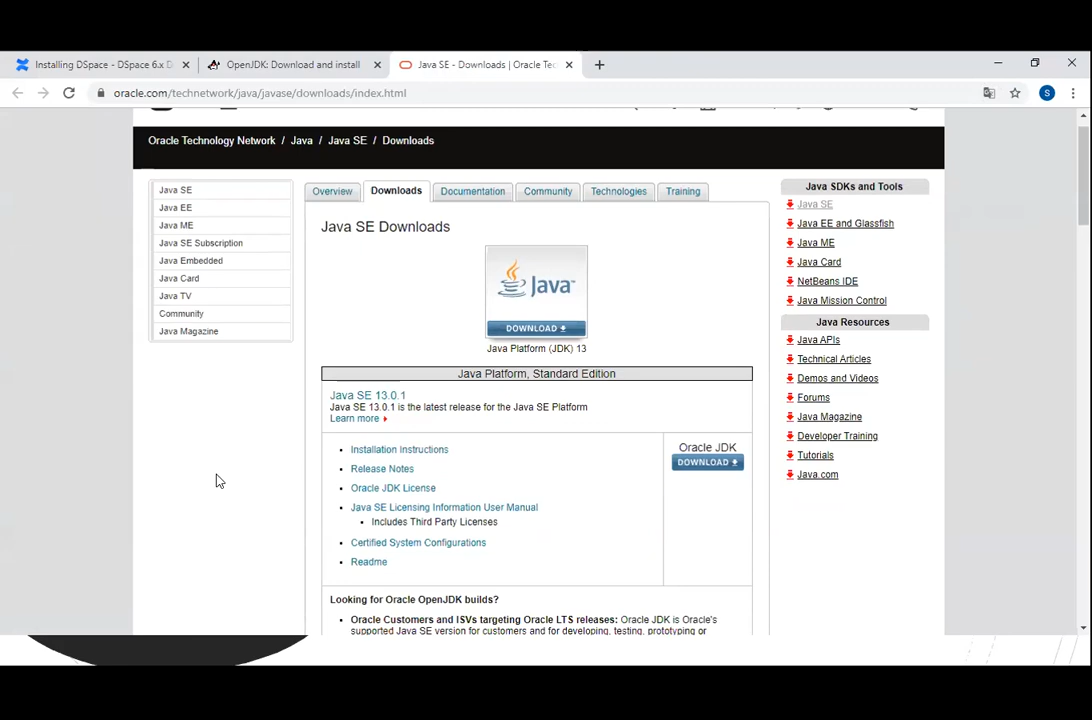 Installing DSpace - DSpace 6.x D
OpenJDK: Download and install
Java SE - Downloads | Oracle Tec
oracle.com/technetwork/java/javase/downloads/index.html
S
Oracle Technology Network / Java / Java SE / Downloads
Java SE
Java EE
Java ME
Java SE Subscription
Java Embedded
Java Card
Java TV
Community
Java Magazine
Overview
Downloads
Documentation
Community
Technologies
Training
Java SE Downloads
Java™
DOWNLOAD
Java Platform (JDK) 13
Java Platform, Standard Edition
Java SE 13.0.1
Java SE 13.0.1 is the latest release for the Java SE Platform
Learn more
Installation Instructions
Release Notes
Oracle JDK License
Java SE Licensing Information User Manual
Includes Third Party Licenses
Certified System Configurations
Readme
Oracle JDK
DOWNLOAD
Looking for Oracle OpenJDK builds?
Oracle Customers and ISVs targeting Oracle LTS releases: Oracle JDK is Oracle's
supported Java SE version for customers and for developing, testing, prototyping or
Java SDKs and Tools
Java SE
Java EE and Glassfish
Java ME
Java Card
NetBeans IDE
Java Mission Control
Java Resources
Java APIs
Technical Articles
Demos and Videos
Forums
Java Magazine
Developer Training
Tutorials
Java.com